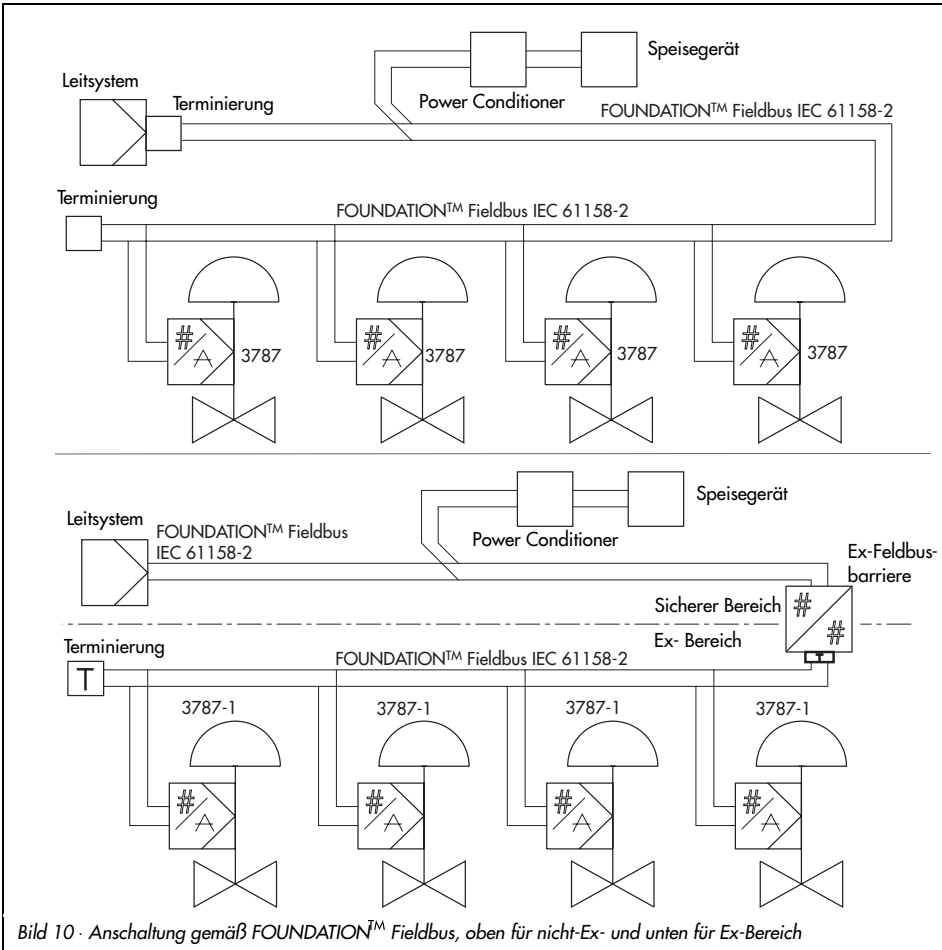 Speisegerät
Leitsystem
Power Conditioner
Terminierung
FOUNDATION™ Fieldbus IEC 61158-2
Terminierung
FOUNDATION™ Fieldbus IEC 61158-2
# A
3787
# A
3787
# A
3787
# A
3787
Speisegerät
Leitsystem
FOUNDATION™ Fieldbus
IEC 61158-2
Power Conditioner
Ex-Feldbus-
barriere
Sicherer Bereich
# #
Ex- Bereich
Terminierung
T
FOUNDATION™ Fieldbus IEC 61158-2
T
3787-1
3787-1
3787-1
3787-1
# A
# A
# A
# A
Bild 10 · Anschaltung gemäß FOUNDATION™ Fieldbus, oben für nicht-Ex- und unten für Ex-Bereich